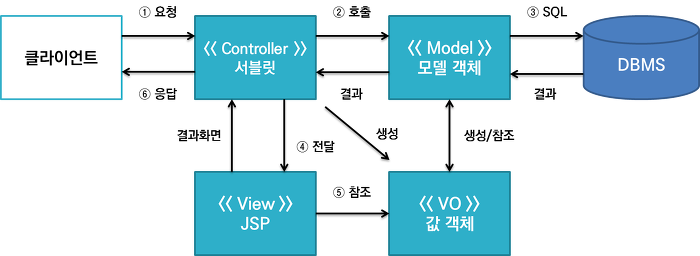 ① 요청
② 호출
③ SQL
클라이언트
《 Controller 》
서블릿
《 Model 》
모델 객체
DBMS
⑥ 응답
결과
결과
결과화면
④ 전달
생성
생성/참조
《 View 》
JSP
⑤ 참조
《 VO 》
값 객체